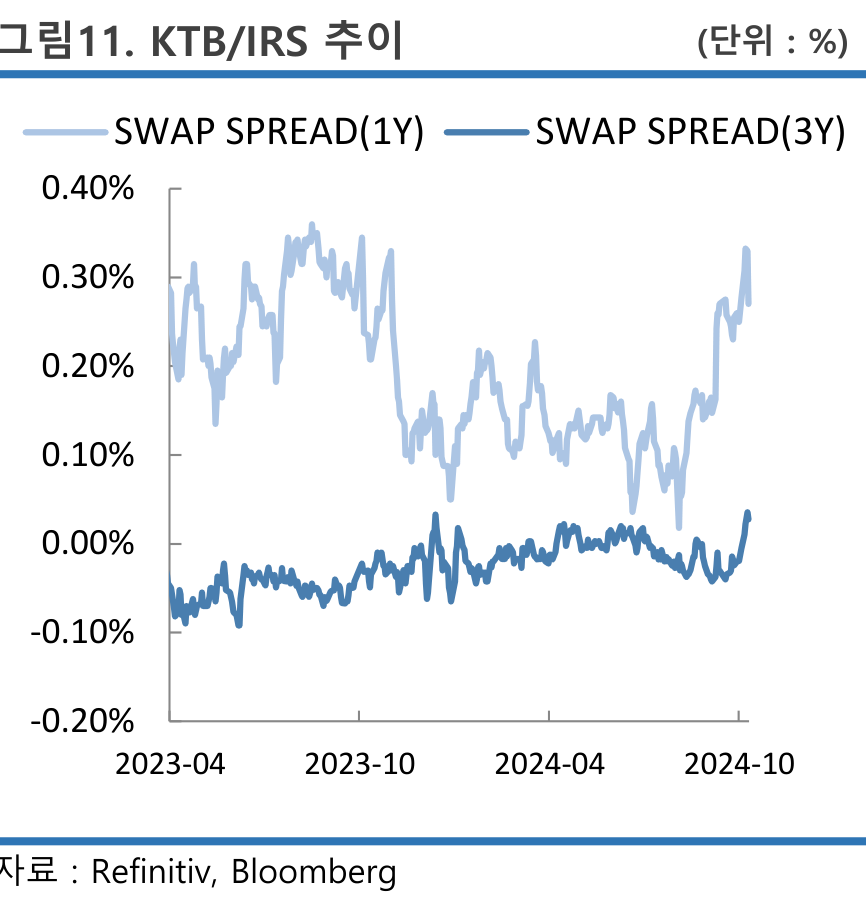 그림11. KTB/IRS 추이 (단위 : %)
SWAP SPREAD(1Y) SWAP SPREAD(3Y)
0.40%
0.30%
0.20%
0.10%
0.00%
-0.10%
-0.20%
2023-04 2023-10 2024-04 2024-10
자료 : Refinitiv, Bloomberg